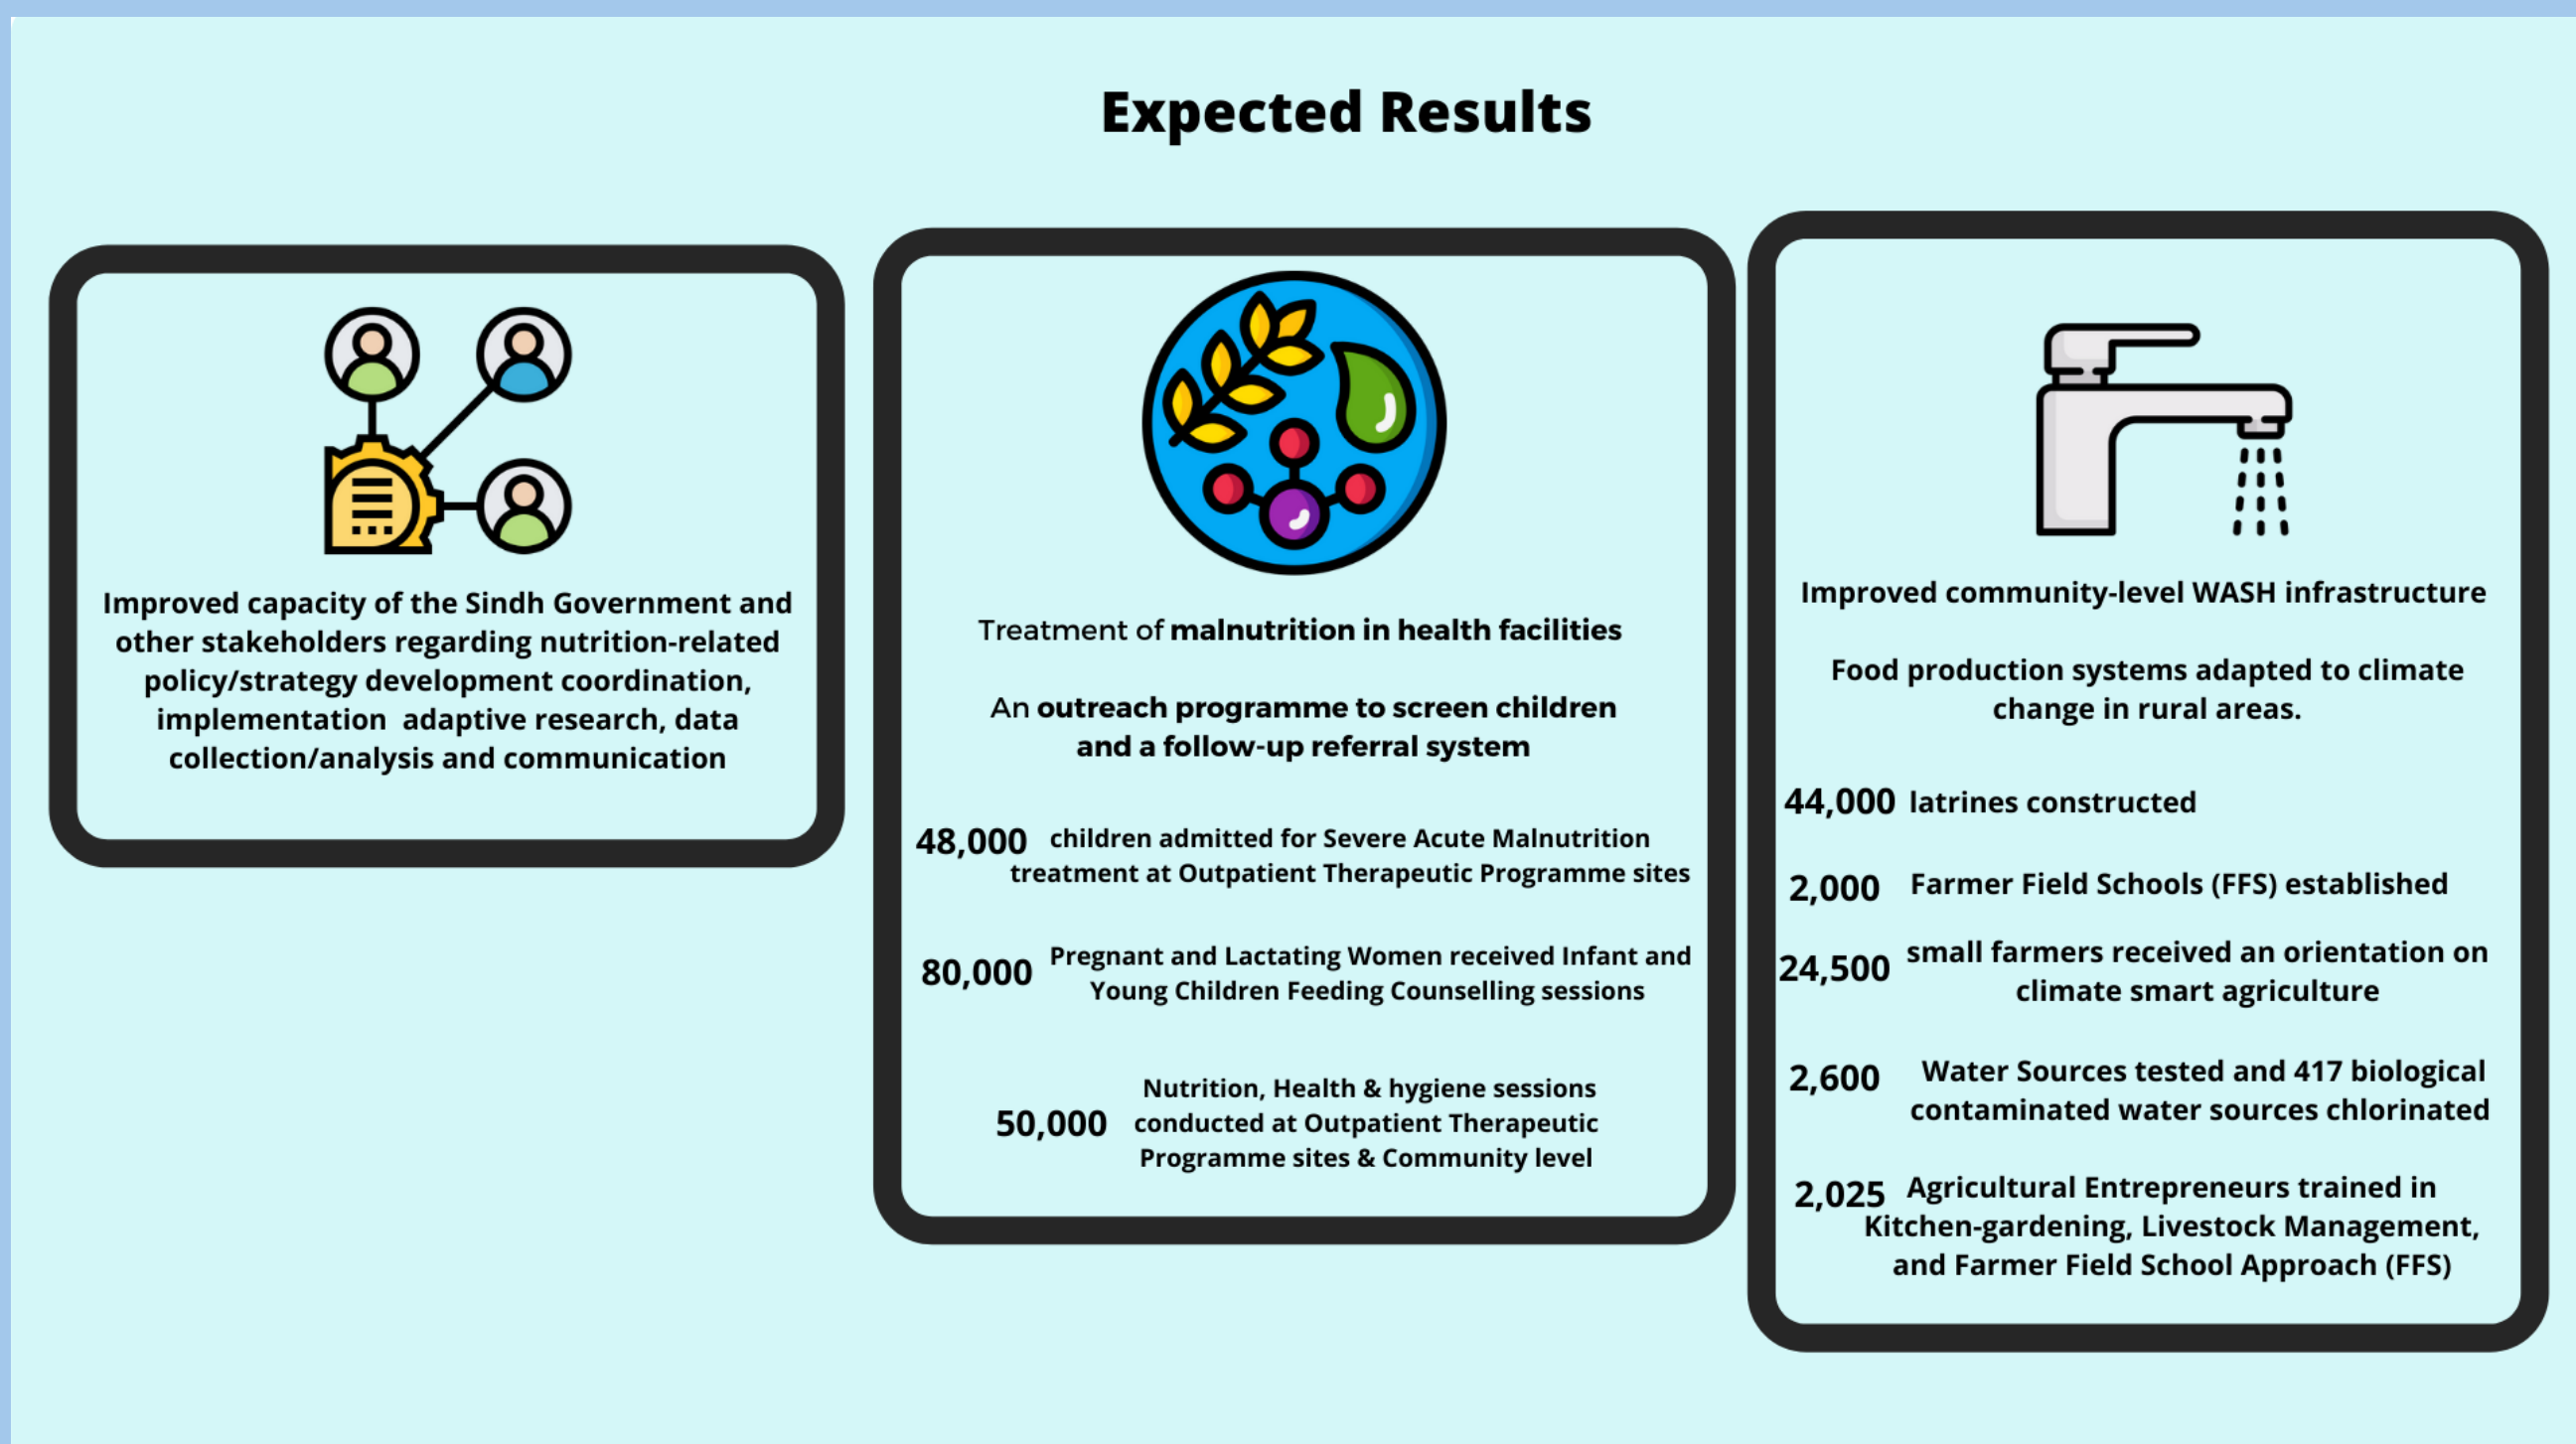 Expected Results
Improved capacity of the Sindh Government and
other stakeholders regarding nutrition-related
policy/strategy development coordination,
implementation  adaptive research, data
collection/analysis and communication
Treatment of malnutrition in health facilities
An outreach programme to screen children
and a follow-up referral system
48,000 children admitted for Severe Acute Malnutrition
treatment at Outpatient Therapeutic Programme sites
80,000 Pregnant and Lactating Women received Infant and
Young Children Feeding Counselling sessions
50,000 Nutrition, Health & hygiene sessions
conducted at Outpatient Therapeutic
Programme sites & Community level
Improved community-level WASH infrastructure
Food production systems adapted to climate
change in rural areas.
44,000 latrines constructed
2,000 Farmer Field Schools (FFS) established
24,500 small farmers received an orientation on
climate smart agriculture
2,600 Water Sources tested and 417 biological
contaminated water sources chlorinated
2,025 Agricultural Entrepreneurs trained in
Kitchen-gardening, Livestock Management,
and Farmer Field School Approach (FFS)